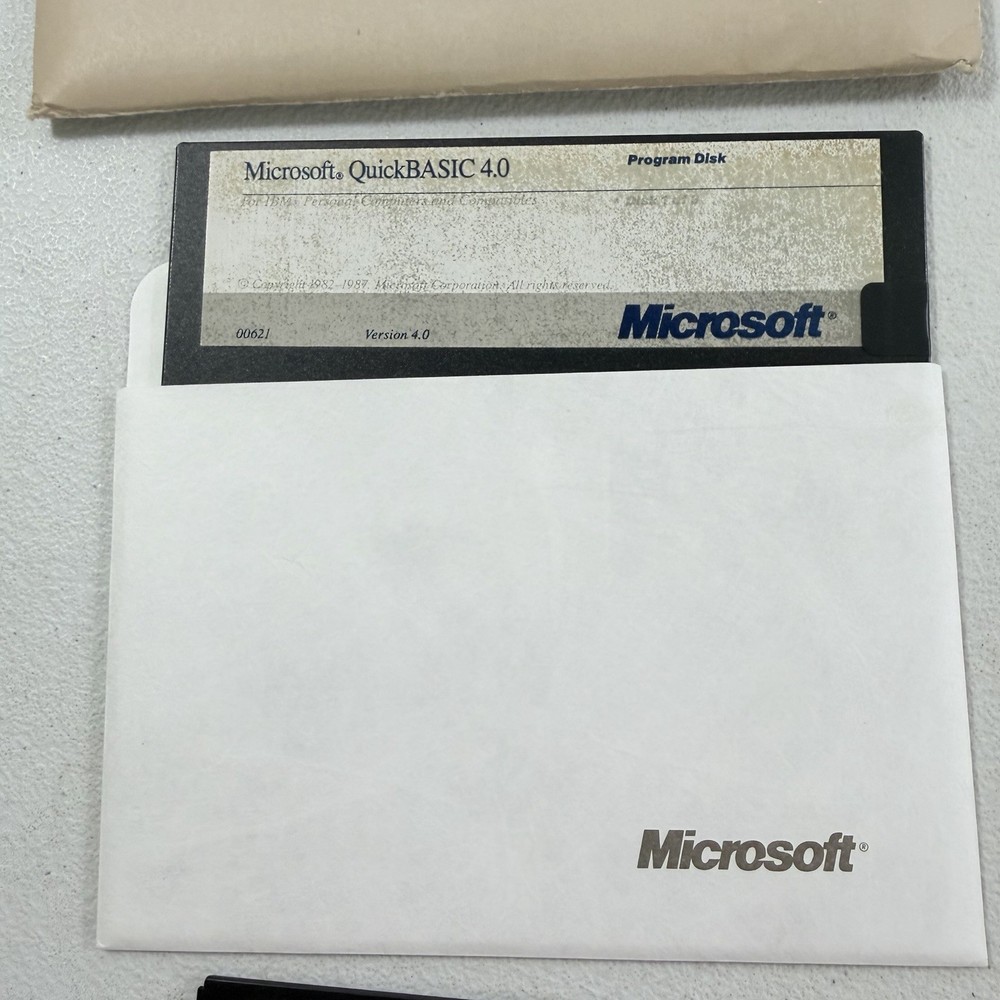 Microsoft® QuickBASIC 4.0
Program Disk
For IBM® Personal Computers and Compatibles
© Copyright 1982-1987, Microsoft Corporation, All rights reserved.
00621
Version 4.0
Microsoft®
Microsoft®